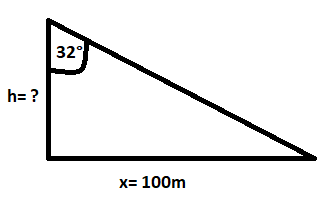 32°
h= ?
x= 100m